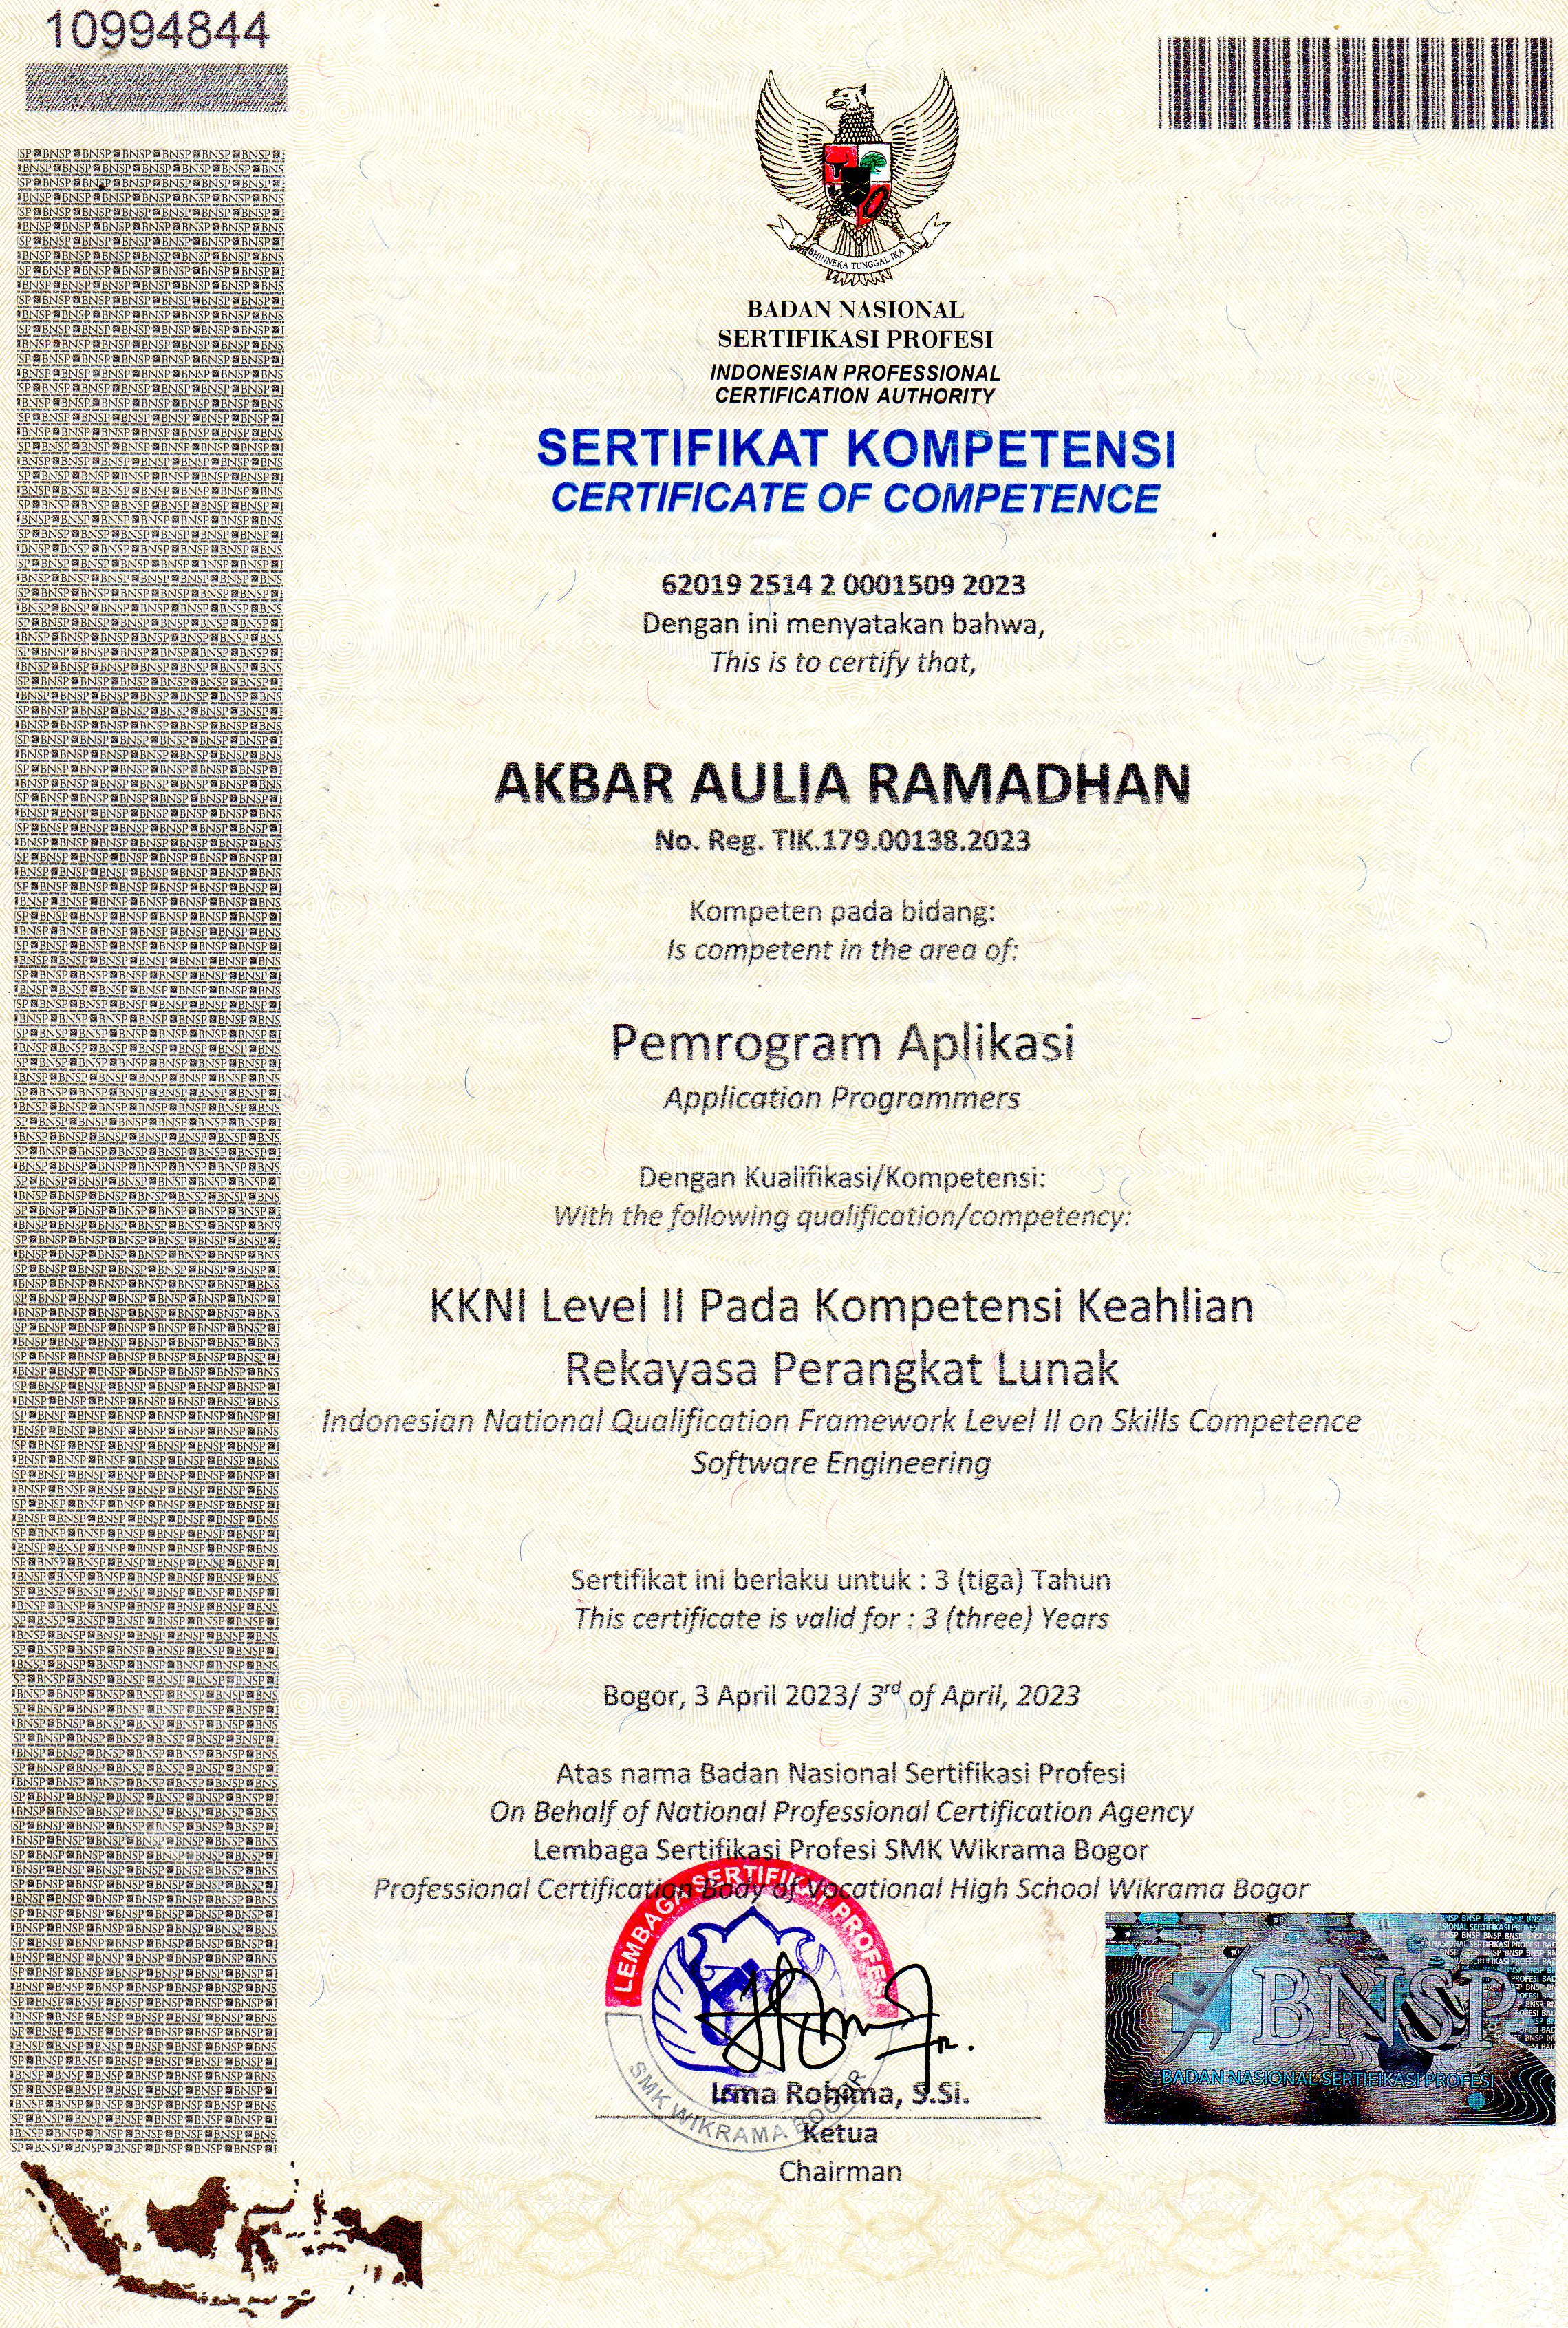 10994844
BHINNEKA TUNGGAL IKA
BADAN NASIONAL
SERTIFIKASI PROFESI
INDONESIAN PROFESSIONAL
CERTIFICATION AUTHORITY
SERTIFIKAT KOMPETENSI
CERTIFICATE OF COMPETENCE
62019 2514 2 0001509 2023
Dengan ini menyatakan bahwa,
This is to certify that,
AKBAR AULIA RAMADHAN
No. Reg. TIK.179.00138.2023
Kompeten pada bidang:
Is competent in the area of:
Pemrogram Aplikasi
Application Programmers
Dengan Kualifikasi/Kompetensi:
With the following qualification/competency:
KKNI Level II Pada Kompetensi Keahlian
Rekayasa Perangkat Lunak
Indonesian National Qualification Framework Level II on Skills Competence
Software Engineering
Sertifikat ini berlaku untuk : 3 (tiga) Tahun
This certificate is valid for : 3 (three) Years
Bogor, 3 April 2023/ 3rd of April, 2023
Atas nama Badan Nasional Sertifikasi Profesi
On Behalf of National Professional Certification Agency
Lembaga Sertifikasi Profesi SMK Wikrama Bogor
Professional Certification Body of Vocational High School Wikrama Bogor
LEMBAGA SERTIFIKASI PROFESI
SMK WIKRAMA BOGOR
Irma Rohima, S.Si.
Ketua
Chairman
BNSP
BADAN NASIONAL SERTIFIKASI PROFESI